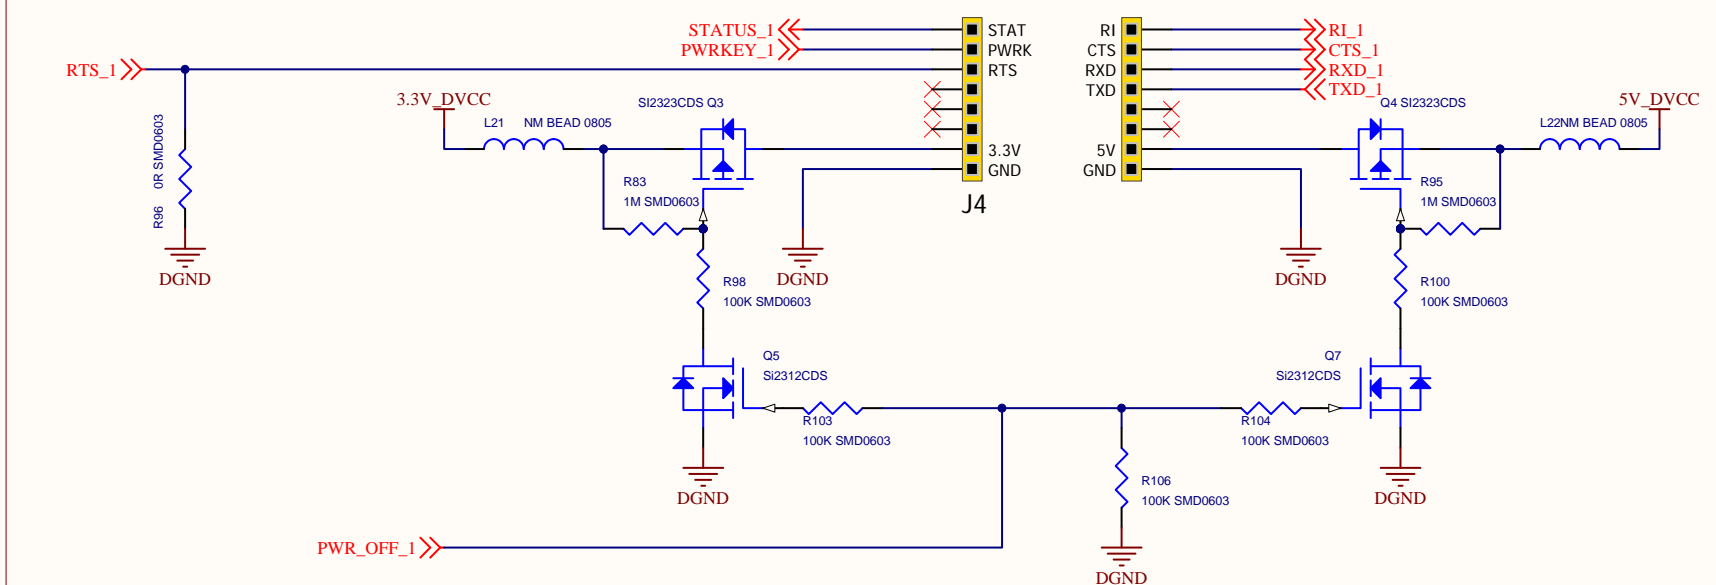 STATUS_1
STAT
RI
RI_1
PWRKEY_1
PWRK
CTS
CTS_1
RTS_1
RTS
RXD
RXD_1
TXD
TXD_1
3.3V_DVCC
SI2323CDS Q3
Q4 SI2323CDS
5V_DVCC
L21 NM BEAD 0805
L22NM BEAD 0805
3.3V
5V
GND
GND
R96 0R SMD0603
R83
1M SMD0603
R95
1M SMD0603
J4
DGND
DGND
DGND
R98
100K SMD0603
R100
100K SMD0603
Q5
Si2312CDS
Q7
Si2312CDS
R103
100K SMD0603
R104
100K SMD0603
R106
100K SMD0603
DGND
DGND
PWR_OFF_1
DGND